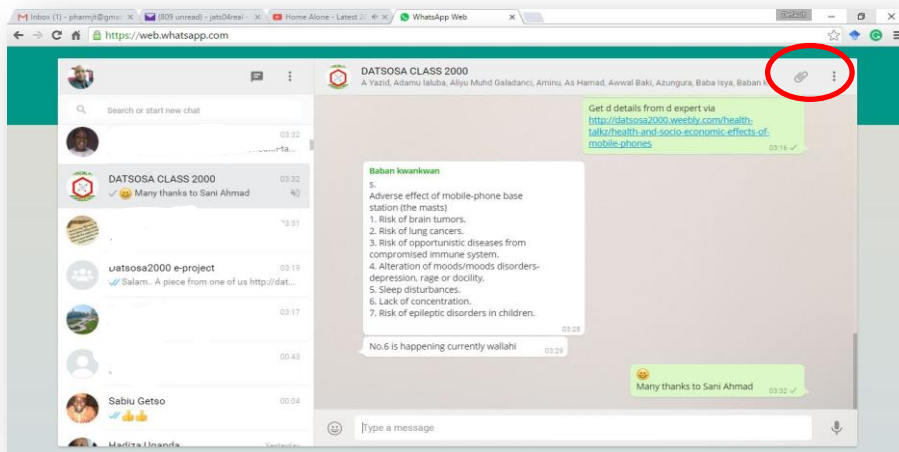 Inbox (1) - pharmjt@gmai
(809 unread) - jats04real -
Home Alone - Latest 20
WhatsApp Web
Default
https://web.whatsapp.com
DATSOSA CLASS 2000
A Yazid, Adamu laluba, Aliyu Muhd Galadanci, Aminu, As Hamad, Awwal Baki, Azungura, Baba Isya, Baban k
Search or start new chat
03:32
DATSOSA CLASS 2000
03:32
Many thanks to Sani Ahmad
Datsosa2000 e-project
03:19
Salam.. A piece from one of us http://dat...
03:17
00:43
Sabiu Getso
00:04
Hadiza Uganda
Yesterday
Get d details from d expert via
http://datsosa2000.weebly.com/health-
talkz/health-and-socio-economic-effects-of-
mobile-phones
03:16
Baban kwankwan
s.
Adverse effect of mobile-phone base
station (the masts)
1. Risk of brain tumors.
2. Risk of lung cancers.
3. Risk of opportunistic diseases from
compromised immune system.
4. Alteration of moods/moods disorders-
depression, rage or docility.
5. Sleep disturbances.
6. Lack of concentration.
7. Risk of epileptic disorders in children.
03:28
No.6 is happening currently wallahi
03:29
Many thanks to Sani Ahmad
03:32
Type a message